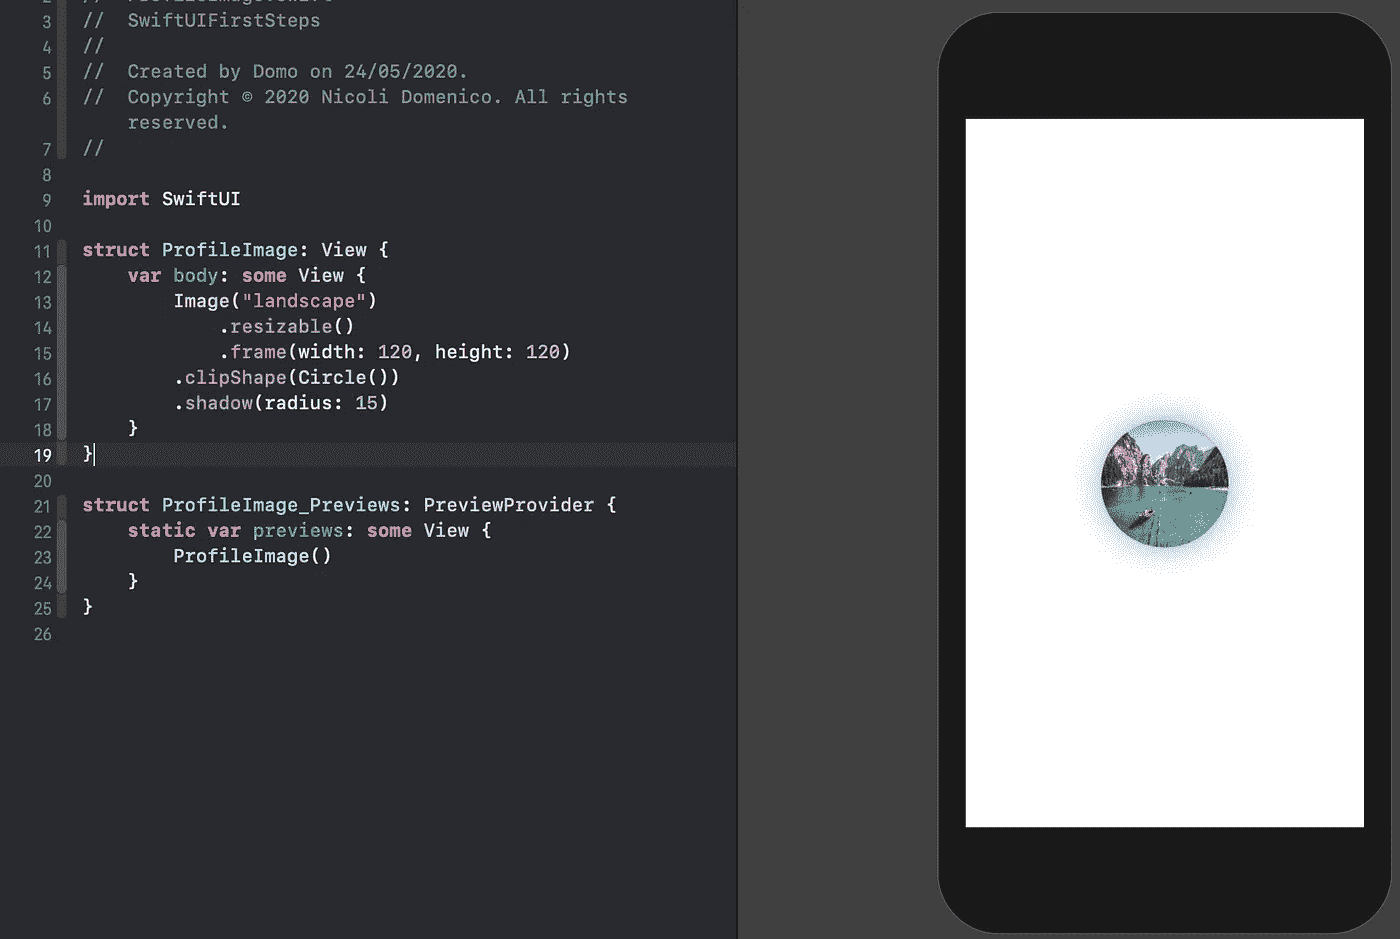 3 // SwiftUIFirstSteps
4 //
5 // Created by Domo on 24/05/2020.
6 // Copyright © 2020 Nicoli Domenico. All rights
reserved.
7 //
8
9 import SwiftUI
10
11 struct ProfileImage: View {
12 var body: some View {
13 Image("landscape")
14 .resizable()
15 .frame(width: 120, height: 120)
16 .clipShape(Circle())
17 .shadow(radius: 15)
18 }
19 }
20
21 struct ProfileImage_Previews: PreviewProvider {
22 static var previews: some View {
23 ProfileImage()
24 }
25 }
26